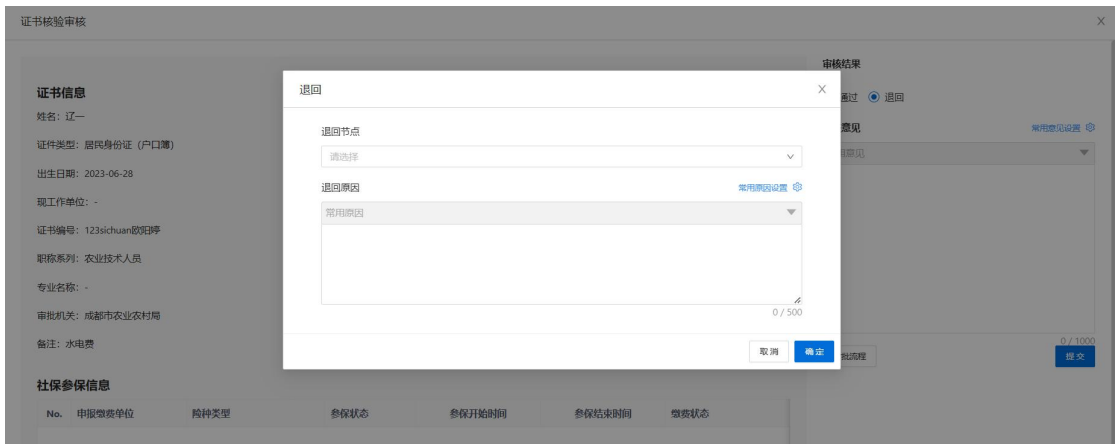 证书核验审核
证书信息
姓名：辽一
证件类型：居民身份证（户口簿）
出生日期：2023-06-28
现工作单位：-
证书编号：123sichuan欧阳婷
职称系列：农业技术人员
专业名称：-
审批机关：成都市农业农村局
备注：水电费
社保参保信息
No. 申报缴费单位 险种类型 参保状态 参保开始时间 参保结束时间 缴费状态
退回
退回节点
请选择
退回原因 常用原因设置
常用原因
0 / 500
取消 确定
审核结果
通过 退回
意见 常用意见设置
用意见
0 / 1000
批流程 提交